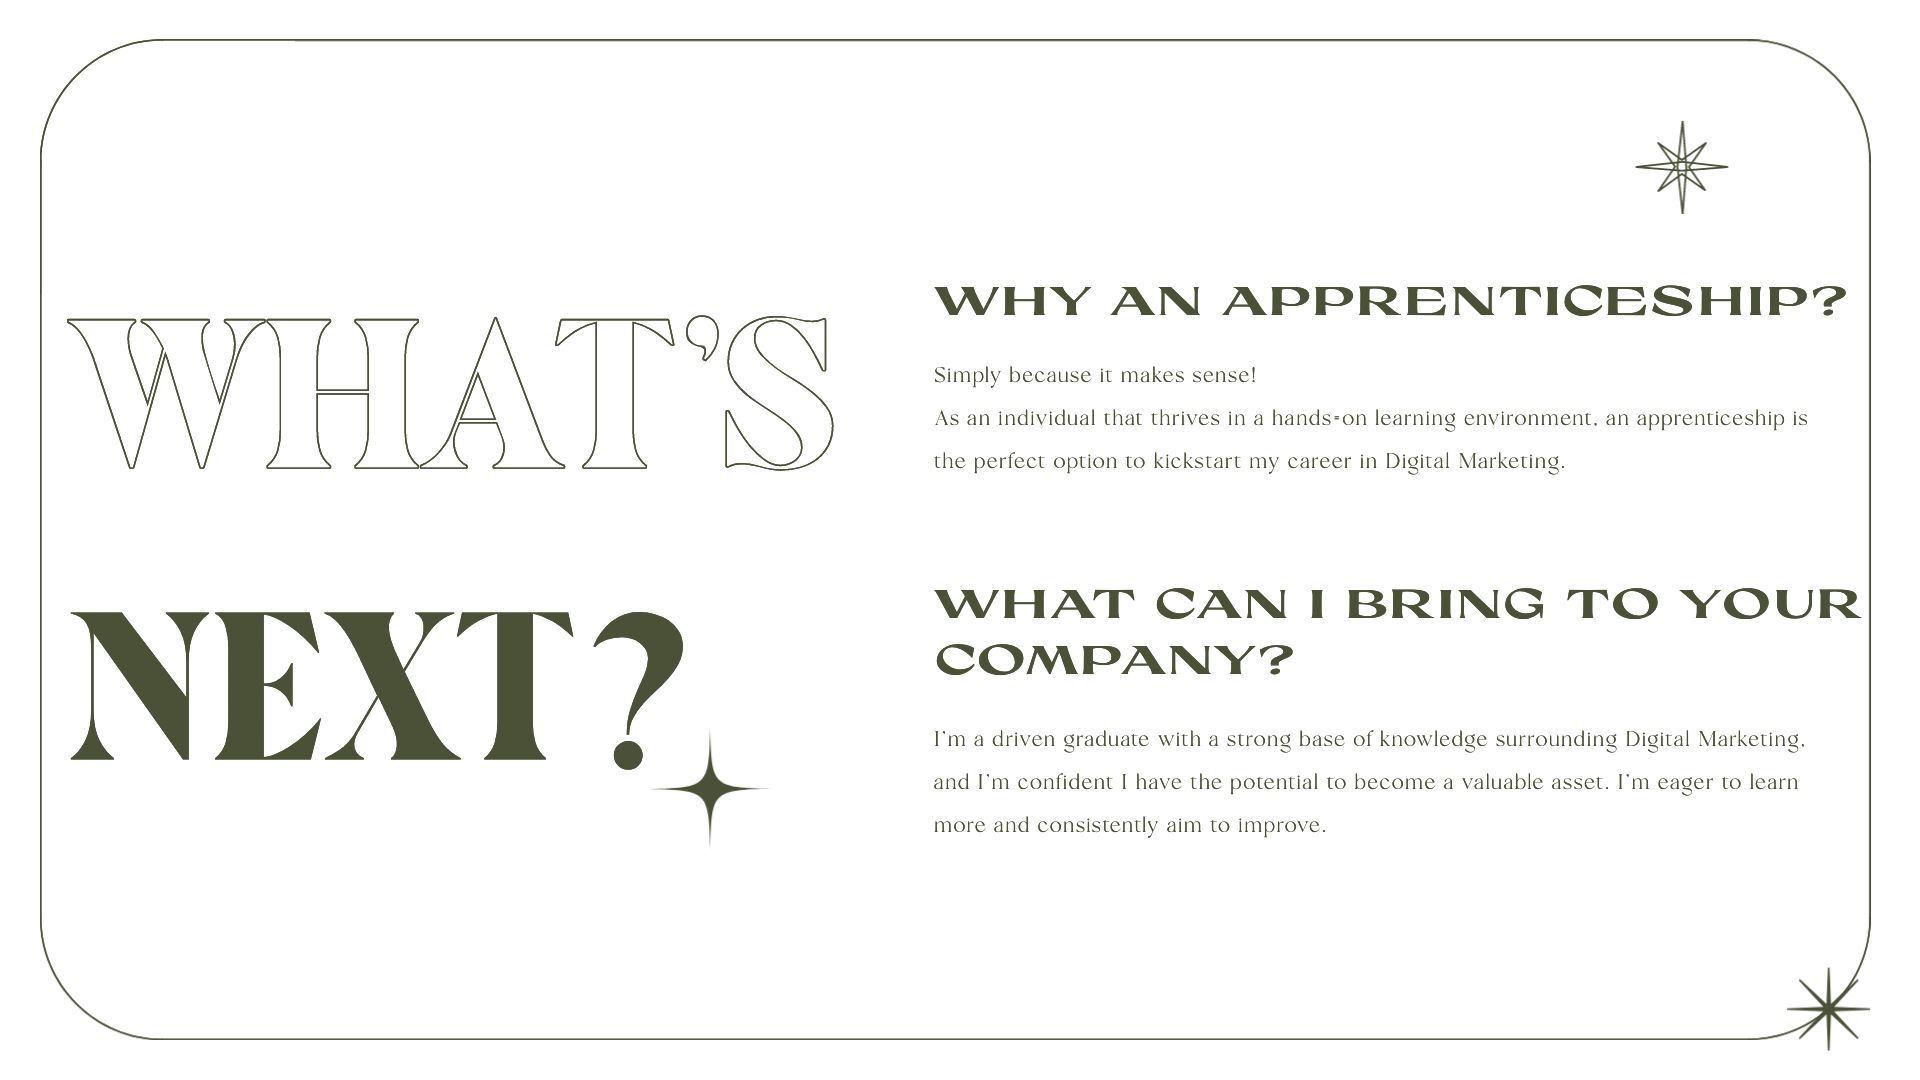 WHAT'S
NEXT?
WHY AN APPRENTICESHIP?
Simply because it makes sense!
As an individual that thrives in a hands-on learning environment, an apprenticeship is
the perfect option to kickstart my career in Digital Marketing.
WHAT CAN I BRING TO YOUR
COMPANY?
I'm a driven graduate with a strong base of knowledge surrounding Digital Marketing,
and I'm confident I have the potential to become a valuable asset. I'm eager to learn
more and consistently aim to improve.